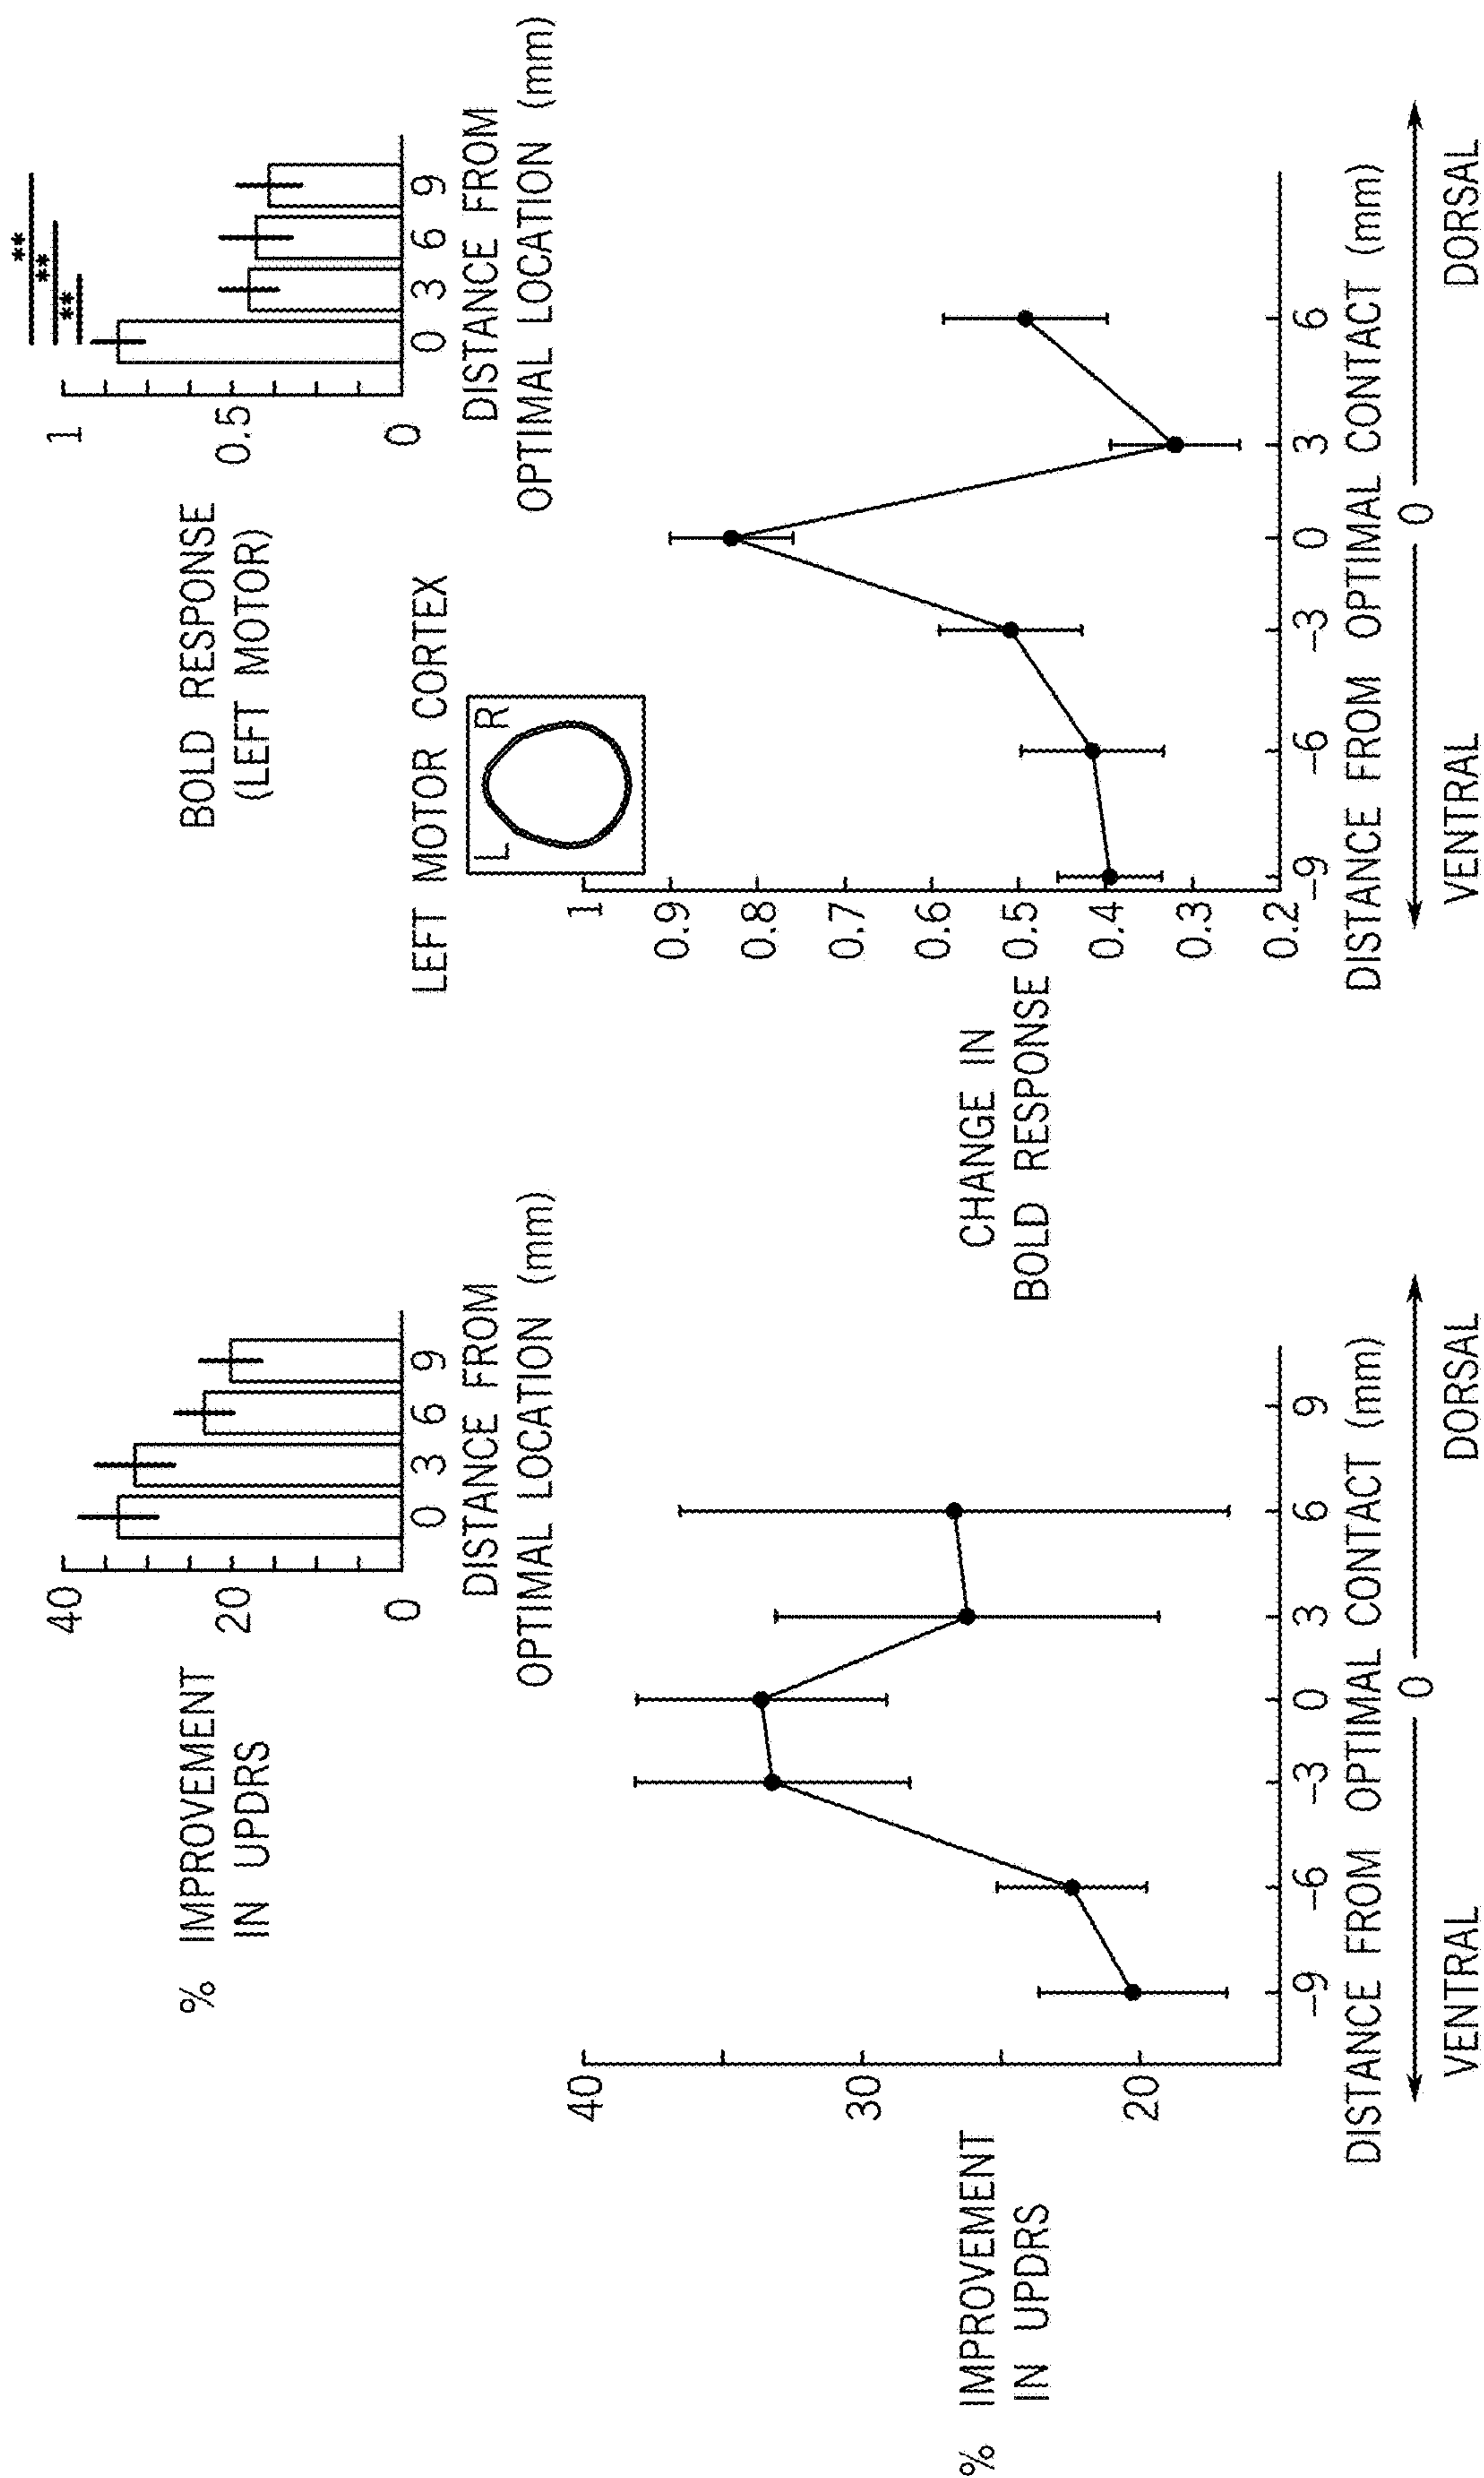 % IMPROVEMENT
IN UPDRS
40
20
0
0 3 6 9
DISTANCE FROM
OPTIMAL LOCATION (mm)
% IMPROVEMENT
IN UPDRS
40
30
20
-9 -6 -3 0 3 6 9
DISTANCE FROM OPTIMAL CONTACT (mm)
0
VENTRAL DORSAL
BOLD RESPONSE
(LEFT MOTOR)
1
0.5
0
**
**
**
0 3 6 9
DISTANCE FROM
OPTIMAL LOCATION (mm)
LEFT MOTOR CORTEX
L R
CHANGE IN
BOLD RESPONSE
1
0.9
0.8
0.7
0.6
0.5
0.4
0.3
0.2
-9 -6 -3 0 3 6
DISTANCE FROM OPTIMAL CONTACT (mm)
0
VENTRAL DORSAL